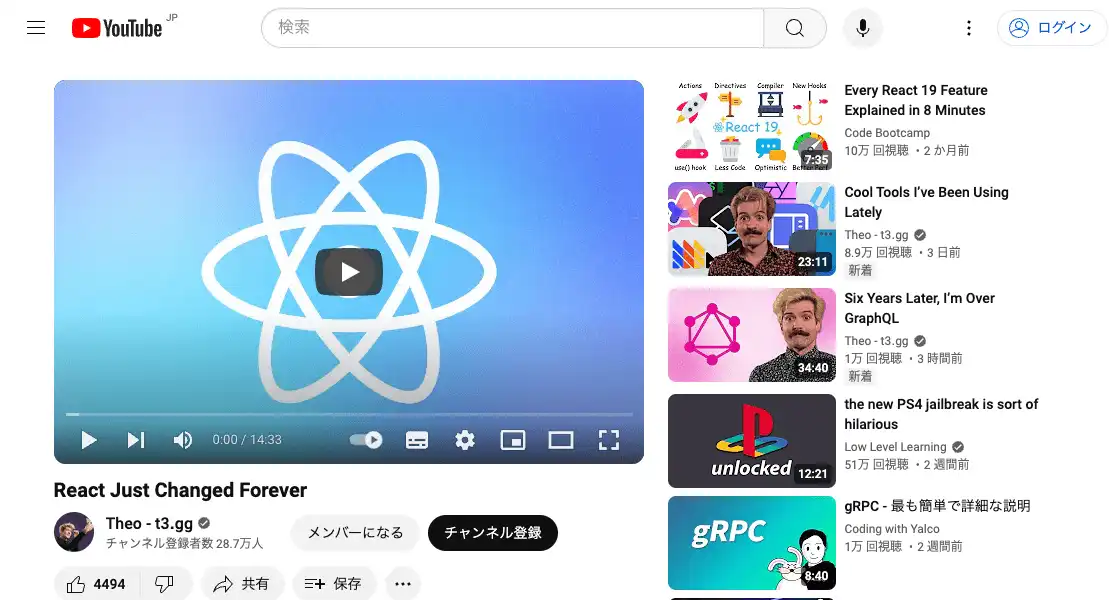 YouTube JP
検索
ログイン
0:00 / 14:33
React Just Changed Forever
Theo - t3.gg
チャンネル登録者数 28.7万人
メンバーになる
チャンネル登録
4494
共有
保存
Actions Directives Compiler New Hooks
React 19
use() hook Less Code Optimistic Better Perf
7:35
Every React 19 Feature
Explained in 8 Minutes
Code Bootcamp
10万 回視聴 ・2 か月前
23:11
Cool Tools I've Been Using
Lately
Theo - t3.gg
8.9万 回視聴 ・3 日前
新着
34:40
Six Years Later, I'm Over
GraphQL
Theo - t3.gg
1万 回視聴 ・3 時間前
新着
unlocked
12:21
the new PS4 jailbreak is sort of
hilarious
Low Level Learning
51万 回視聴 ・2 週間前
gRPC
8:40
gRPC - 最も簡単で詳細な説明
Coding with Yalco
1万 回視聴 ・2 週間前